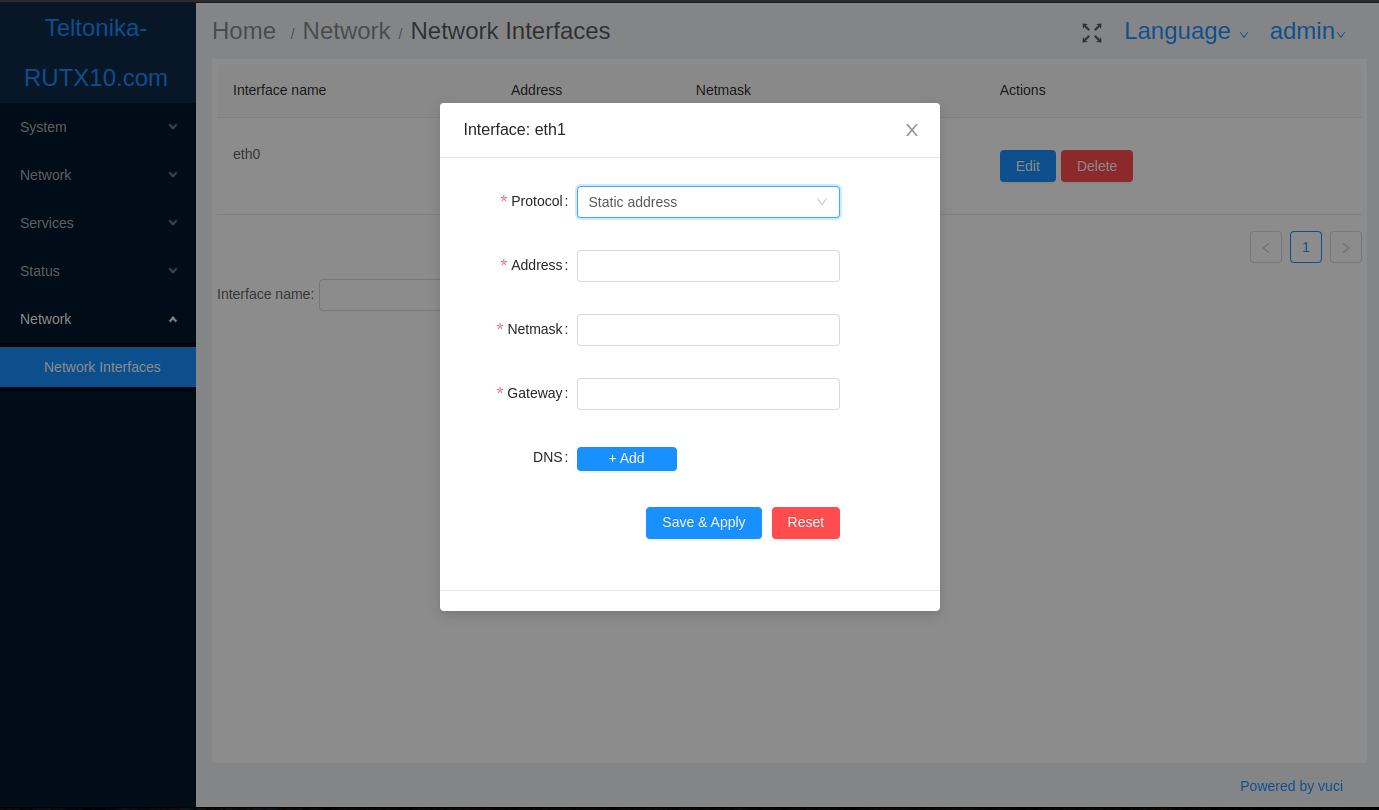 Teltonika-
RUTX10.com
Home / Network / Network Interfaces
Language
admin
System
Network
Services
Status
Network
Network Interfaces
Interface name Address Netmask Actions
eth0
Edit Delete
< 1 >
Interface name:
Interface: eth1
* Protocol: Static address
* Address:
* Netmask:
* Gateway:
DNS: + Add
Save & Apply Reset
Powered by vuci